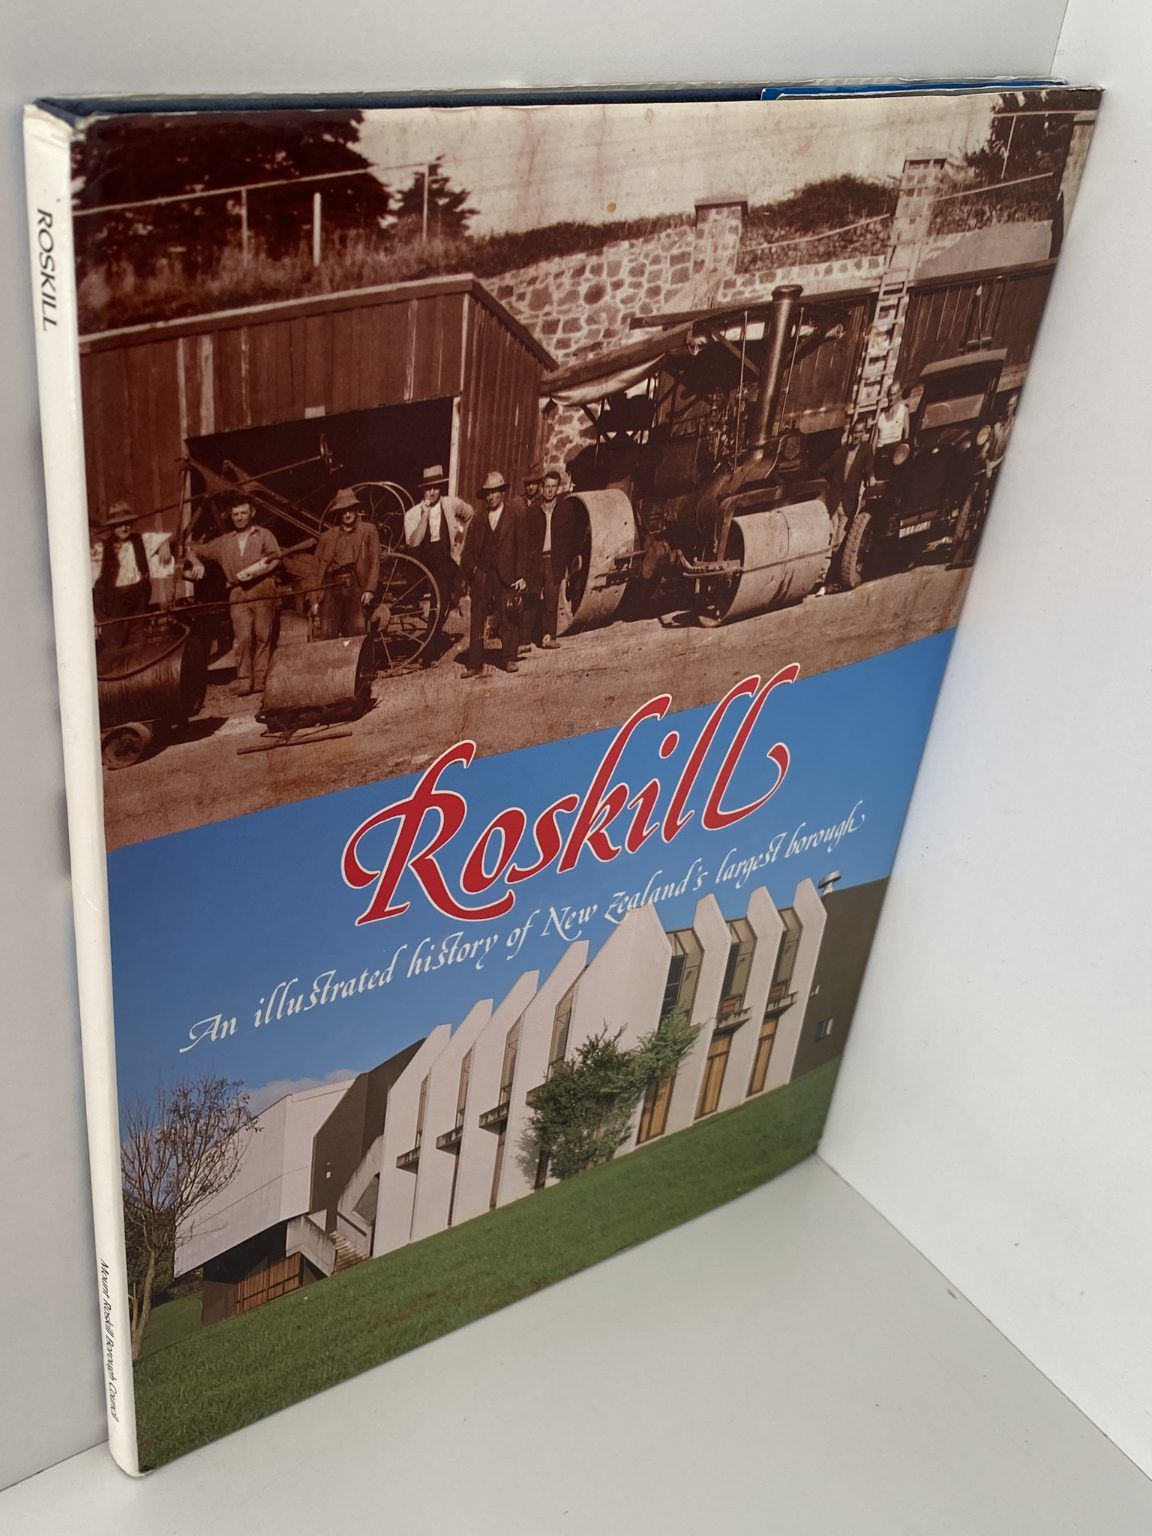 ROSKILL
Mount Roskill Borough Council
Roskill
An illustrated history of New Zealand's largest borough